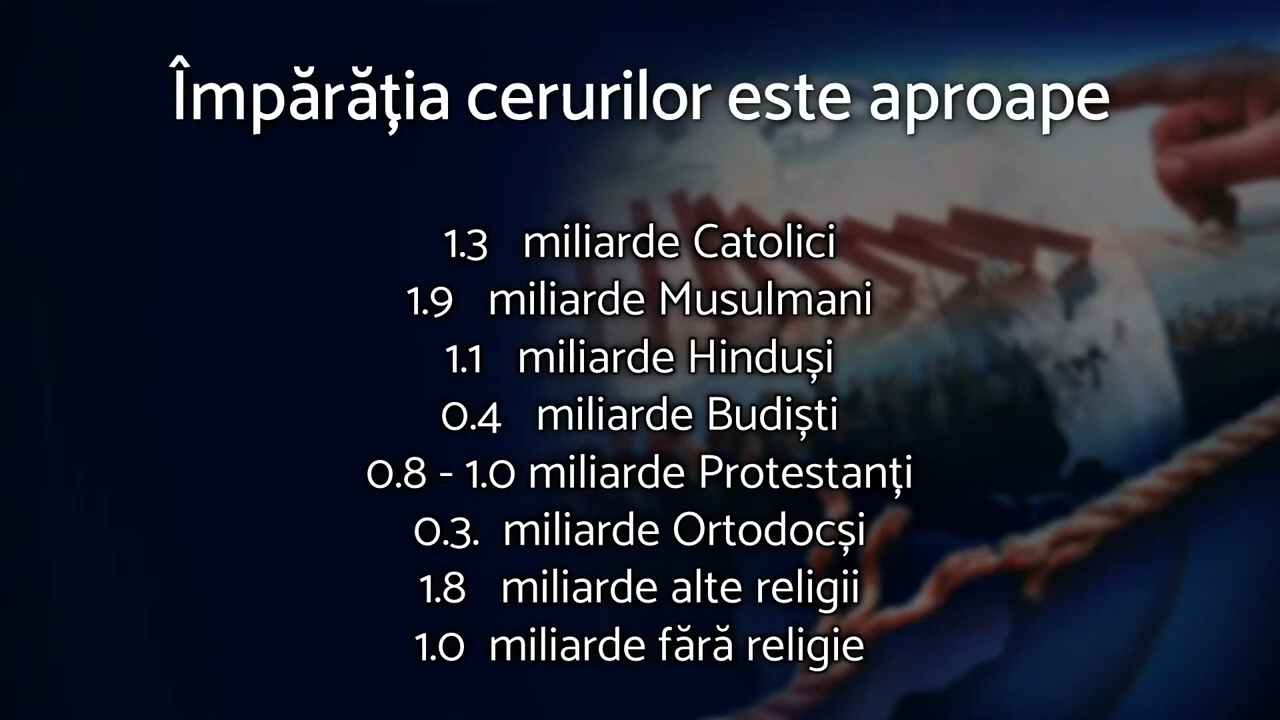 Împărăția cerurilor este aproape
1.3 miliarde Catolici
1.9 miliarde Musulmani
1.1 miliarde Hinduși
0.4 miliarde Budiști
0.8 - 1.0 miliarde Protestanți
0.3. miliarde Ortodocși
1.8 miliarde alte religii
1.0 miliarde fără religie